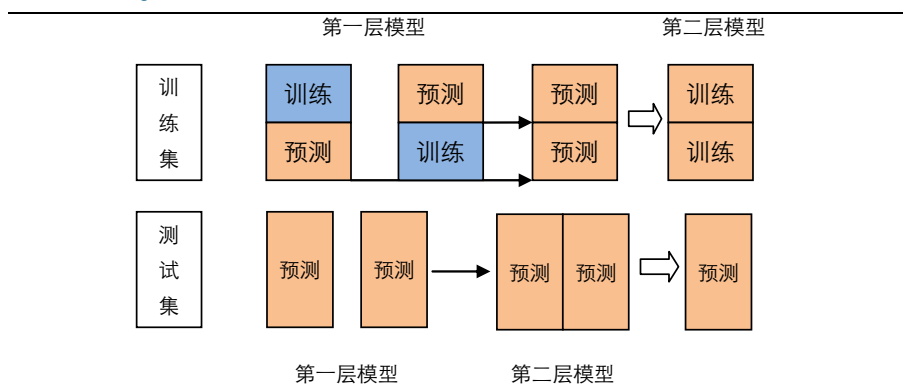 第一层模型 第二层模型
训练集
训练 预测 预测 训练
预测 训练 预测 训练
测试集
预测 预测 预测 预测 预测
第一层模型 第二层模型